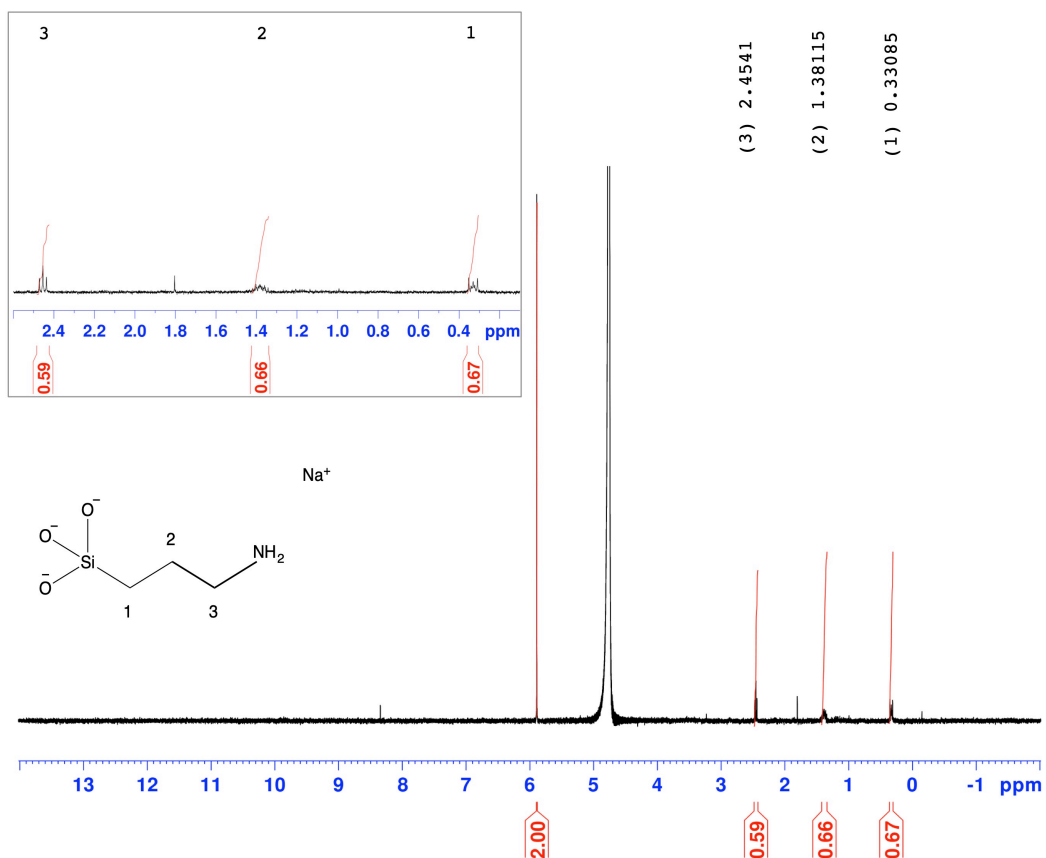 3 2 1
2.4 2.2 2.0 1.8 1.6 1.4 1.2 1.0 0.8 0.6 0.4 ppm
0.59 0.66 0.67
(3) 2.4541
(2) 1.38115
(1) 0.33085
Na+
O−
O−
O−
Si
NH2
1
2
3
13 12 11 10 9 8 7 6 5 4 3 2 1 0 -1 ppm
2.00 0.59 0.66 0.67